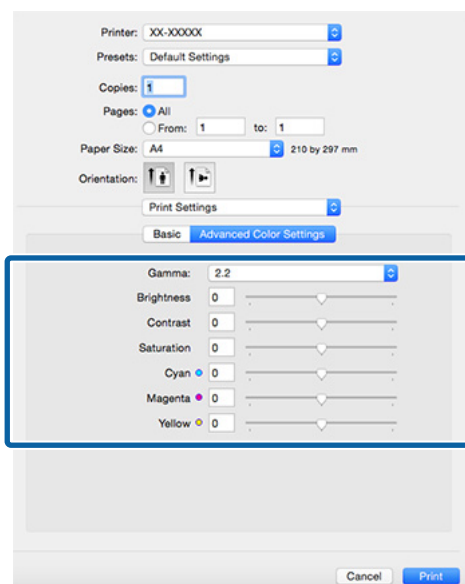 Printer: XX-XXXXX
Presets: Default Settings
Copies: 1
Pages: All
From: 1 to: 1
Paper Size: A4 210 by 297 mm
Orientation:
Print Settings
Basic Advanced Color Settings
Gamma: 2.2
Brightness 0
Contrast 0
Saturation 0
Cyan 0
Magenta 0
Yellow 0
Cancel Print